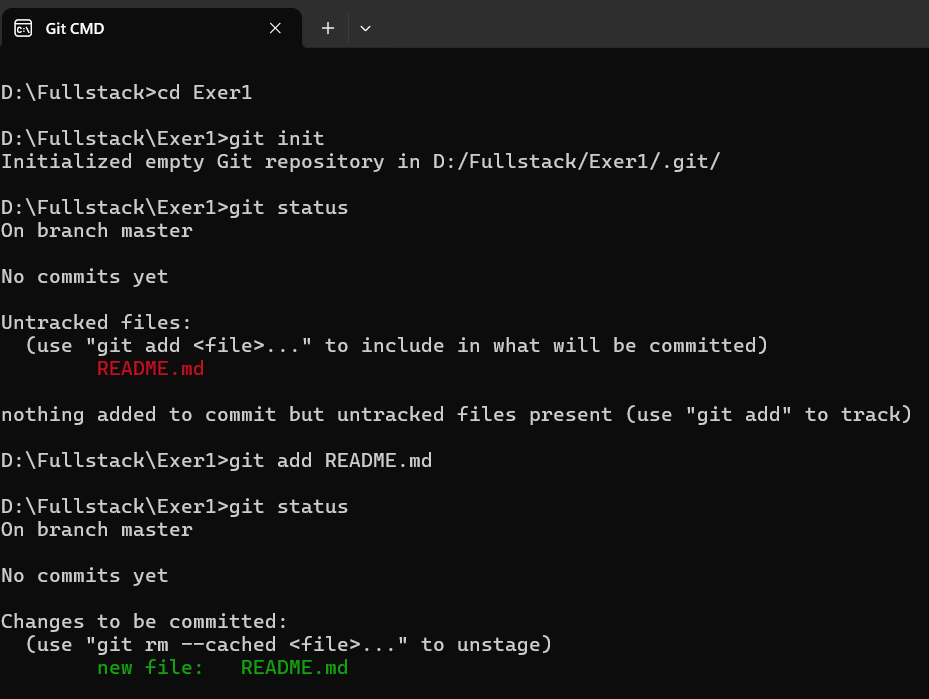 Git CMD
D:\Fullstack>cd Exer1
D:\Fullstack\Exer1>git init
Initialized empty Git repository in D:/Fullstack/Exer1/.git/
D:\Fullstack\Exer1>git status
On branch master
No commits yet
Untracked files:
  (use "git add <file>..." to include in what will be committed)
        README.md
nothing added to commit but untracked files present (use "git add" to track)
D:\Fullstack\Exer1>git add README.md
D:\Fullstack\Exer1>git status
On branch master
No commits yet
Changes to be committed:
  (use "git rm --cached <file>..." to unstage)
        new file:   README.md